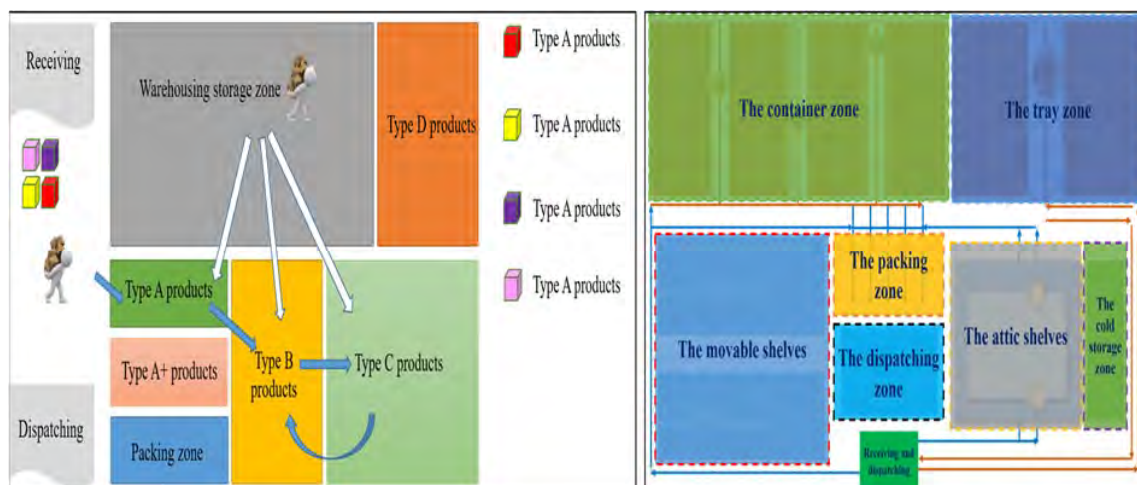 Receiving
Warehousing storage zone
Type D products
Type A products
Type A products
Type A products
Type A products
Type A products
Type A+ products
Type B
products
Type C products
Packing zone
Dispatching
The container zone
The tray zone
The movable shelves
The packing
zone
The dispatching
zone
The attic shelves
The
cold
storage
zone
Receiving and
dispatching